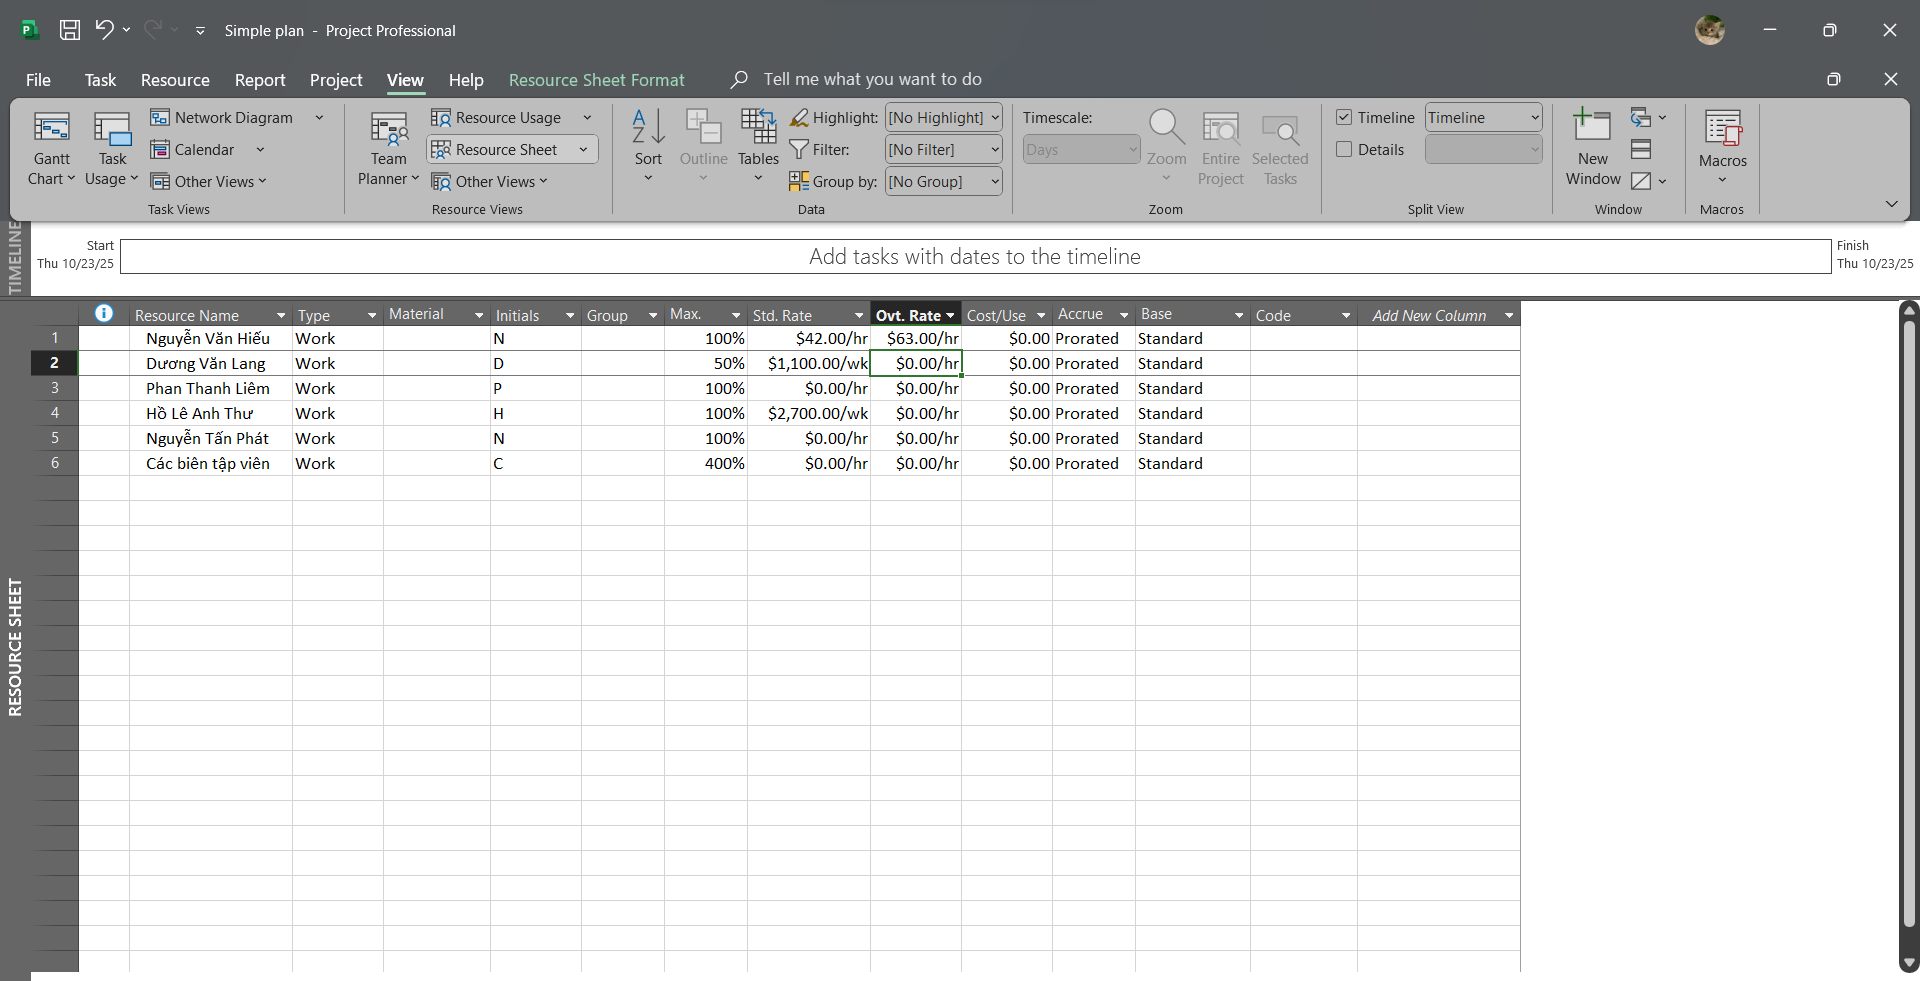 Simple plan - Project Professional
File Task Resource Report Project View Help Resource Sheet Format Tell me what you want to do
Gantt Chart
Task Usage
Network Diagram
Calendar
Other Views
Task Views
Team Planner
Resource Usage
Resource Sheet
Other Views
Resource Views
A
Z
Sort
Outline
Tables
Highlight: [No Highlight]
Filter: [No Filter]
Group by: [No Group]
Data
Timescale:
Days
Zoom
Entire Project
Selected Tasks
Zoom
Timeline Timeline
Details
Split View
New Window
Window
Macros
Macros
TIMELINE
Start
Thu 10/23/25
Add tasks with dates to the timeline
Finish
Thu 10/23/25
RESOURCE SHEET
Resource Name Type Material Initials Group Max. Std. Rate Ovt. Rate Cost/Use Accrue Base Code Add New Column
1 Nguyễn Văn Hiếu Work N 100% $42.00/hr $63.00/hr $0.00 Prorated Standard
2 Dương Văn Lang Work D 50% $1,100.00/wk $0.00/hr $0.00 Prorated Standard
3 Phan Thanh Liêm Work P 100% $0.00/hr $0.00/hr $0.00 Prorated Standard
4 Hồ Lê Anh Thư Work H 100% $2,700.00/wk $0.00/hr $0.00 Prorated Standard
5 Nguyễn Tấn Phát Work N 100% $0.00/hr $0.00/hr $0.00 Prorated Standard
6 Các biên tập viên Work C 400% $0.00/hr $0.00/hr $0.00 Prorated Standard